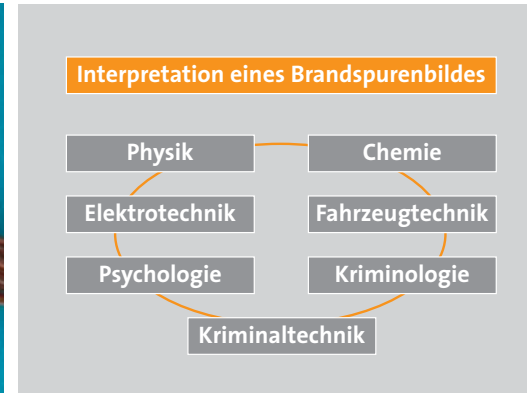 Interpretation eines Brandspurenbildes
Physik
Chemie
Elektrotechnik
Fahrzeugtechnik
Psychologie
Kriminologie
Kriminaltechnik